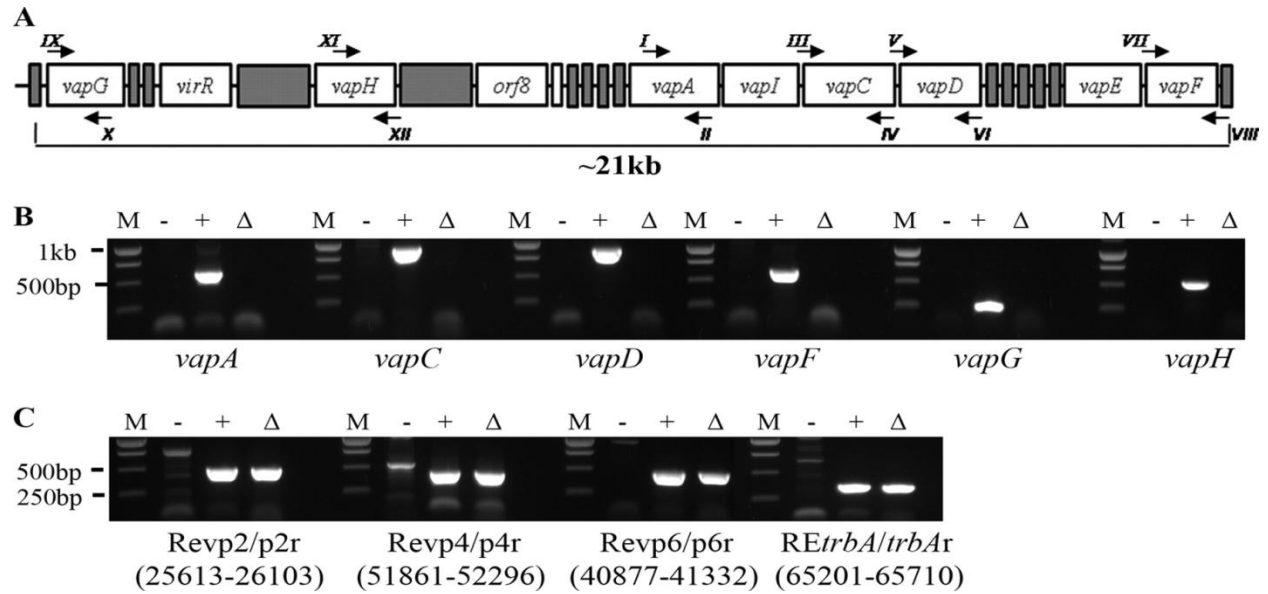 A
IX XI I III V VII
vapG virR vapH orf8 vapA vapI vapC vapD vapE vapF
X XII II IV VI VIII
~21kb
B M - + Δ M - + Δ M - + Δ M - + Δ M - + Δ M - + Δ
1kb
500bp
vapA vapC vapD vapF vapG vapH
C M - + Δ M - + Δ M - + Δ M - + Δ
500bp
250bp
Revp2/p2r Revp4/p4r Revp6/p6r REtrbA/trbAr
(25613-26103) (51861-52296) (40877-41332) (65201-65710)